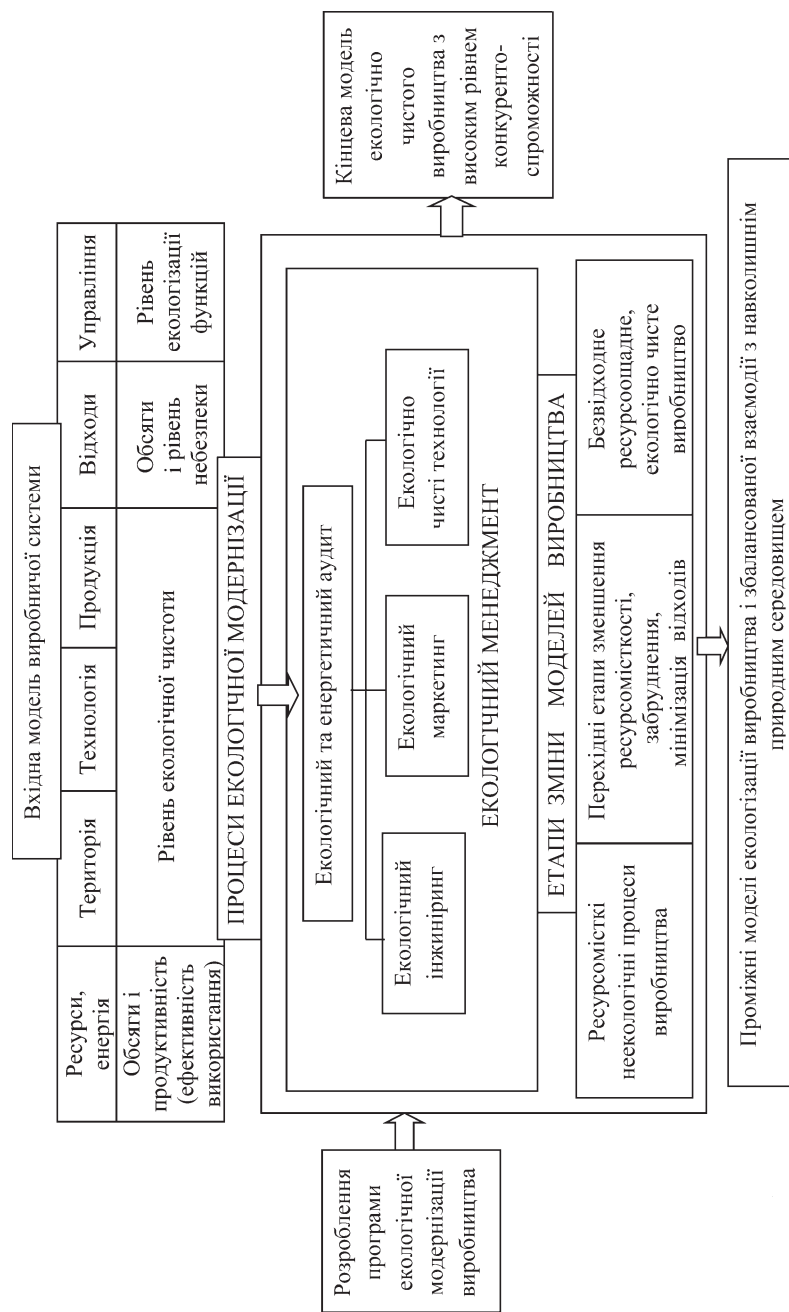 Вхідна модель виробничої системи
Ресурси,
енергія
Територія
Технологія
Продукція
Відходи
Управління
Обсяги і
продуктивність
(ефективність
використання)
Рівень екологічної чистоти
Обсяги
і рівень
небезпеки
Рівень
екологізації
функцій
ПРОЦЕСИ ЕКОЛОГІЧНОЇ МОДЕРНІЗАЦІЇ
Розроблення
програми
екологічної
модернізації
виробництва
Екологічний та енергетичний аудит
Екологічний
інжиніринг
Екологічний
маркетинг
Екологічно
чисті технології
ЕКОЛОГІЧНИЙ МЕНЕДЖМЕНТ
Кінцева модель
екологічно
чистого
виробництва з
високим рівнем
конкуренто-
спроможності
ЕТАПИ ЗМІНИ МОДЕЛЕЙ ВИРОБНИЦТВА
Ресурсомісткі
неекологічні процеси
виробництва
Перехідні етапи зменшення
ресурсомісткості,
забруднення,
мінімізація відходів
Безвідходне
ресурсоощадне,
екологічно чисте
виробництво
Проміжні моделі екологізації виробництва і збалансованої взаємодії з навколишнім
природним середовищем